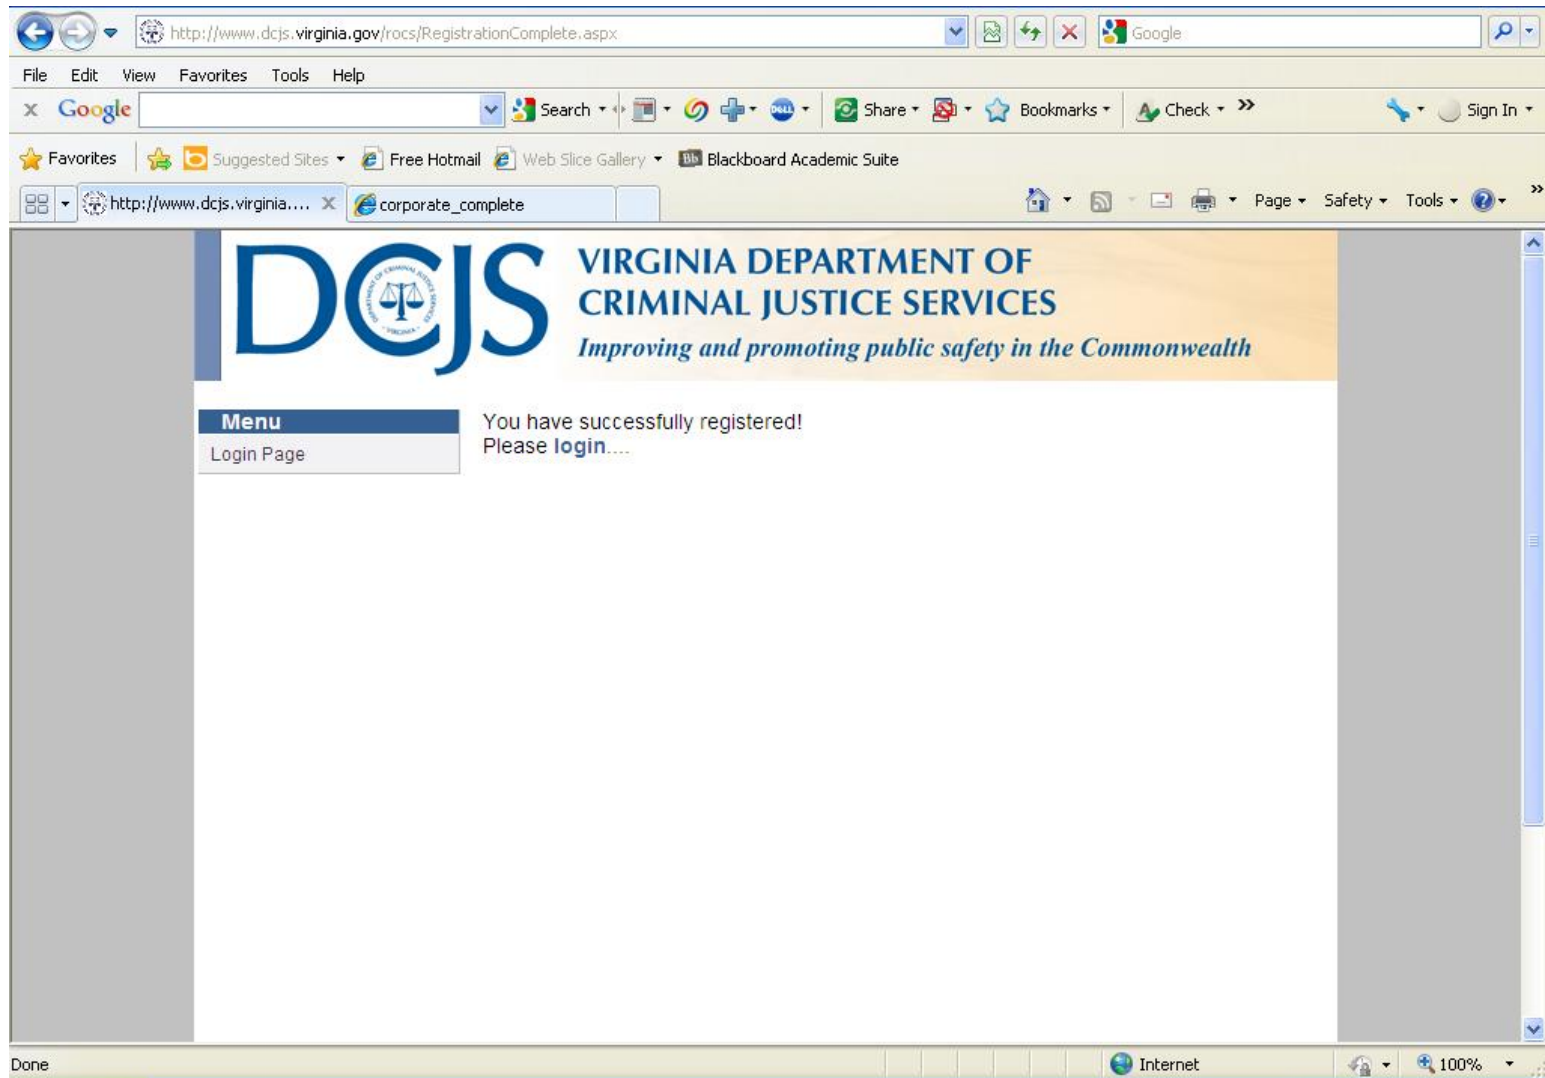 http://www.dcjs.virginia.gov/rocs/RegistrationComplete.aspx Google
File Edit View Favorites Tools Help
x Google Search Share Bookmarks Check » Sign In
Favorites Suggested Sites Free Hotmail Web Slice Gallery Bb Blackboard Academic Suite
http://www.dcjs.virginia.... X corporate_complete Page Safety Tools »
DCJS VIRGINIA DEPARTMENT OF
CRIMINAL JUSTICE SERVICES
Improving and promoting public safety in the Commonwealth
Menu
Login Page
You have successfully registered!
Please login....
Done Internet 100%